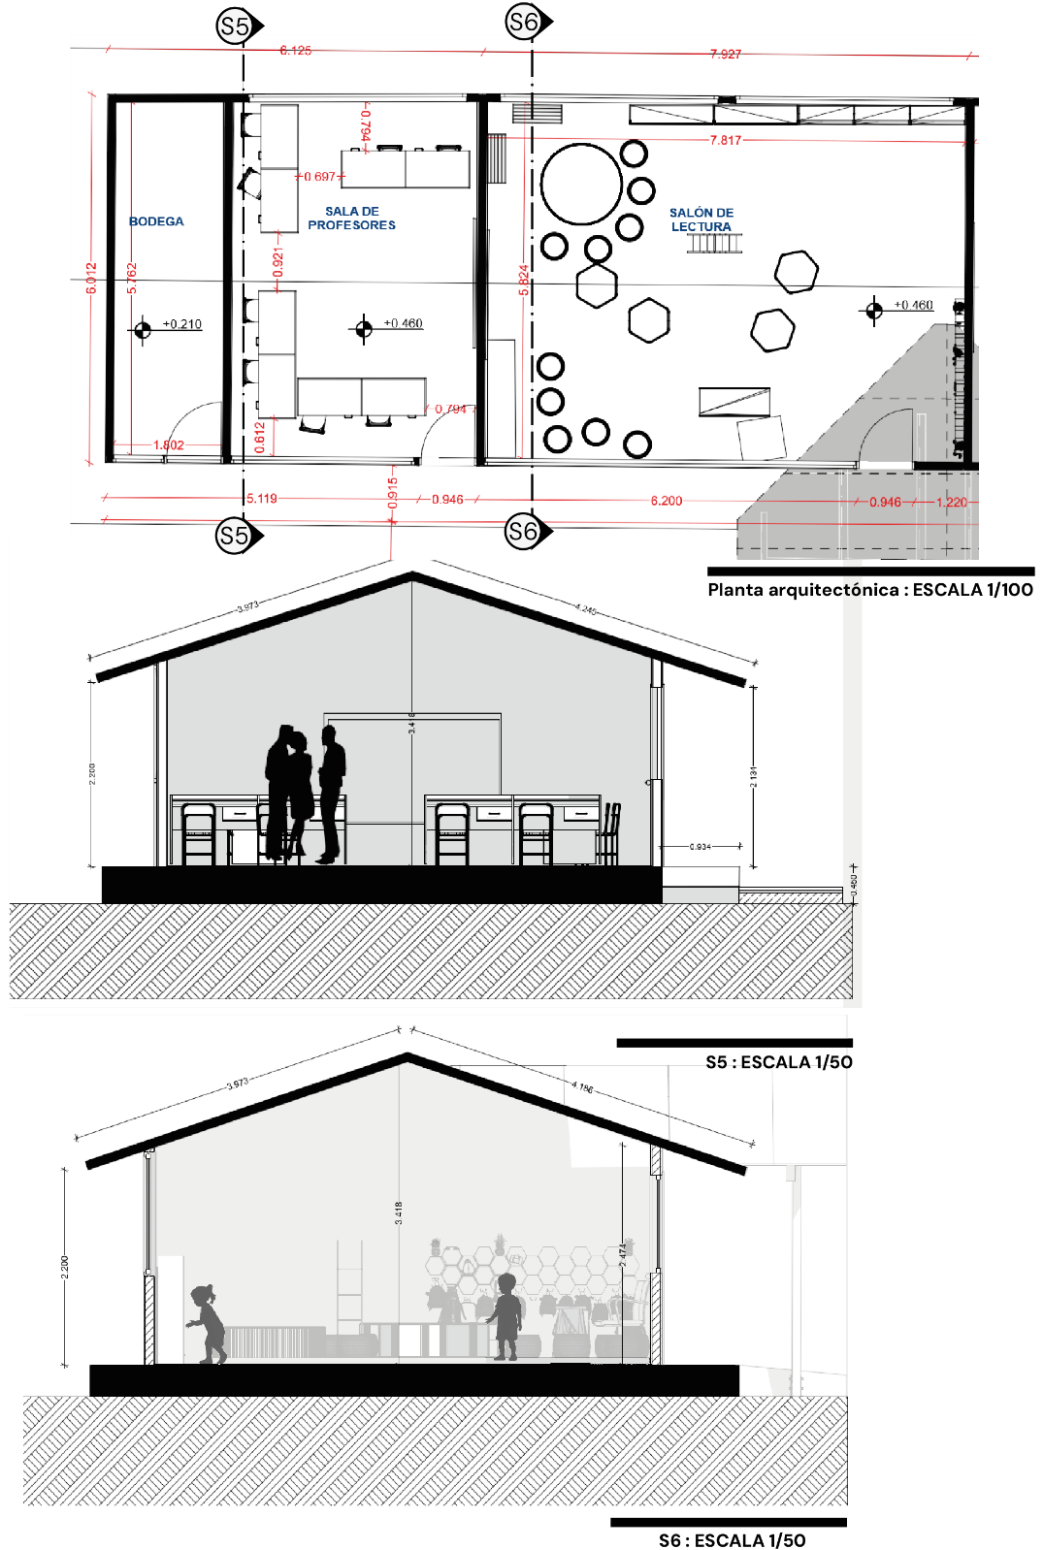 S5
S6
6.125
7.927
0.794
7.817
0.697
SALA DE
PROFESORES
BODEGA
SALÓN DE
LECTURA
6.012
5.762
0.921
5.824
+0.210
+0.460
+0.460
0.794
0.612
1.802
5.119
0.915
0.946
6.200
0.946
1.220
S5
S6
Planta arquitectónica : ESCALA 1/100
3.973
4.245
3.418
2.200
2.134
0.934
0.450
S5 : ESCALA 1/50
3.973
4.186
3.418
2.474
2.200
S6 : ESCALA 1/50